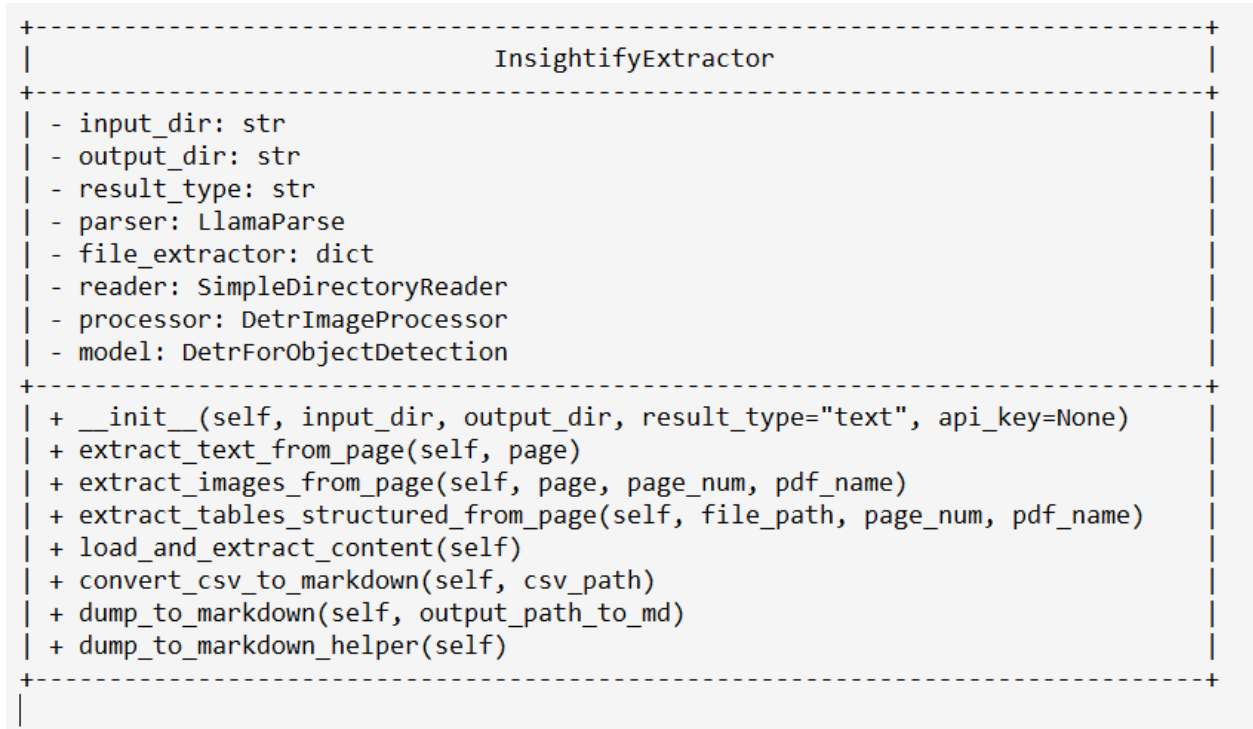 +--------------------------------------------------------------------------------+
|                                InsightifyExtractor                             |
+--------------------------------------------------------------------------------+
| - input_dir: str                                                               |
| - output_dir: str                                                              |
| - result_type: str                                                             |
| - parser: LlamaParse                                                           |
| - file_extractor: dict                                                         |
| - reader: SimpleDirectoryReader                                                |
| - processor: DetrImageProcessor                                                |
| - model: DetrForObjectDetection                                                |
+--------------------------------------------------------------------------------+
| + __init__(self, input_dir, output_dir, result_type="text", api_key=None)      |
| + extract_text_from_page(self, page)                                           |
| + extract_images_from_page(self, page, page_num, pdf_name)                     |
| + extract_tables_structured_from_page(self, file_path, page_num, pdf_name)     |
| + load_and_extract_content(self)                                               |
| + convert_csv_to_markdown(self, csv_path)                                      |
| + dump_to_markdown(self, output_path_to_md)                                    |
| + dump_to_markdown_helper(self)                                                |
+--------------------------------------------------------------------------------+